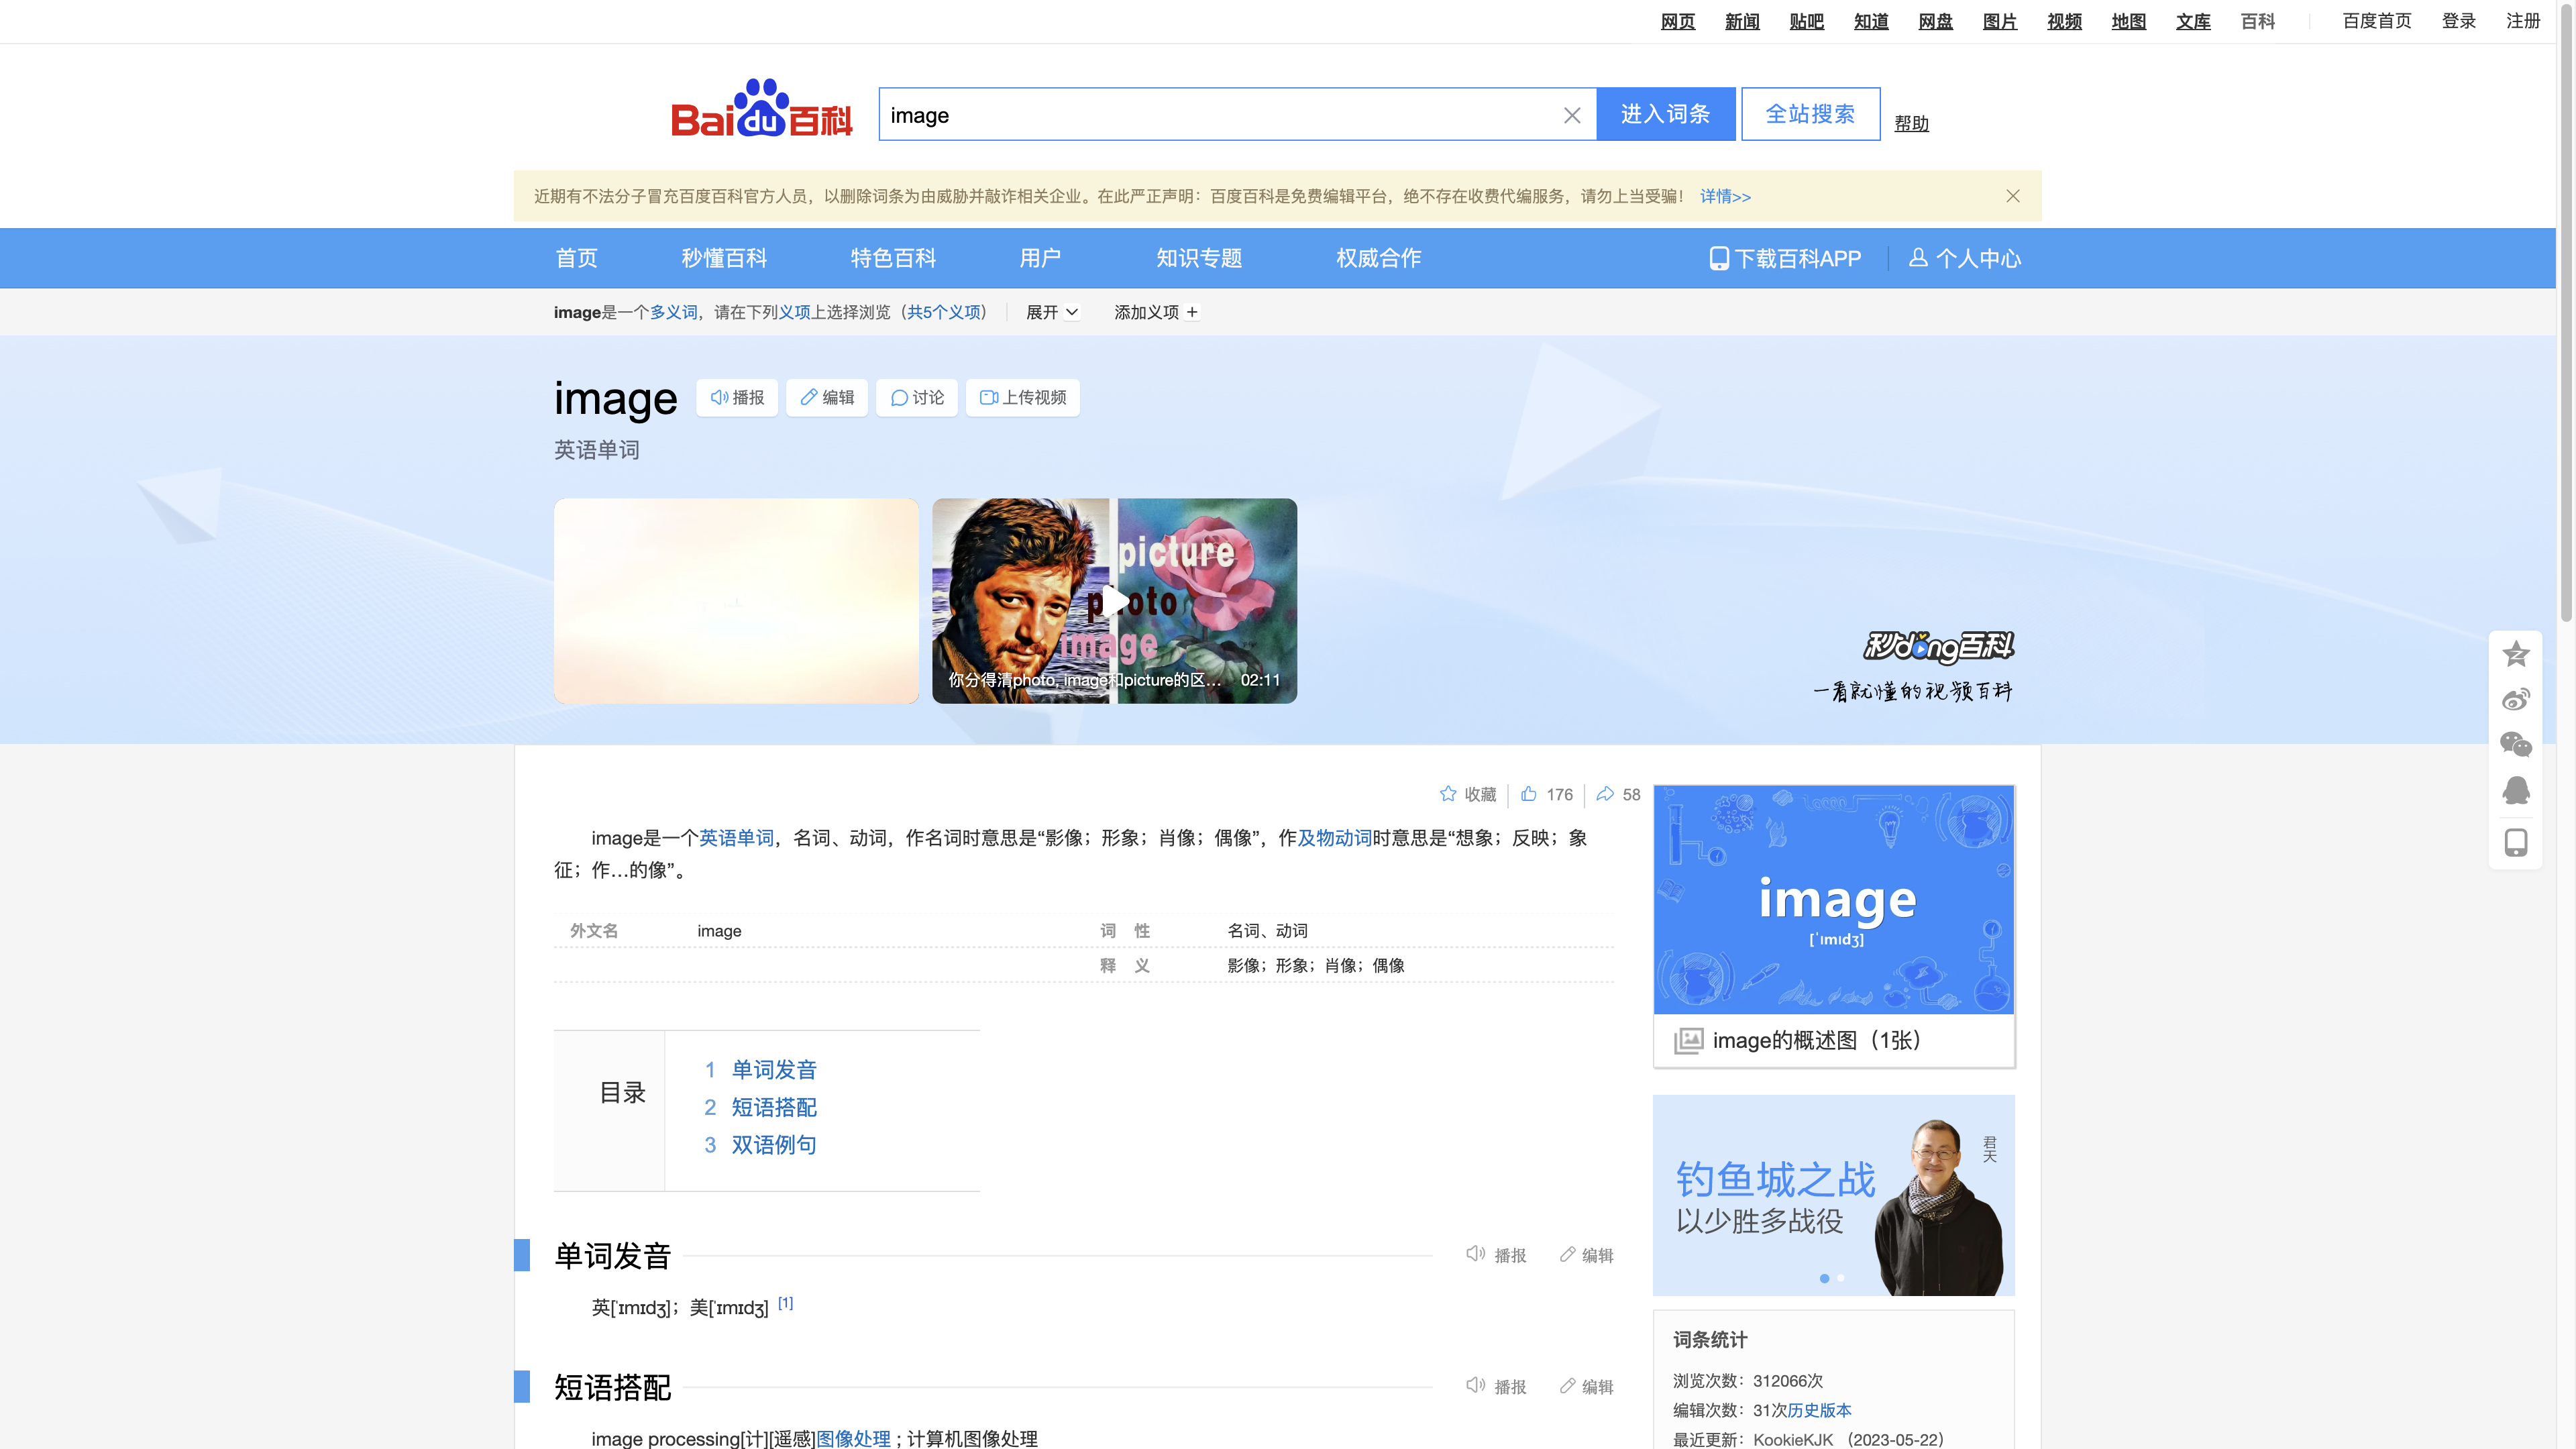 网页 新闻 贴吧 知道 网盘 图片 视频 地图 文库 百科 百度首页 登录 注册
Baidu百科 image 进入词条 全站搜索 帮助
近期有不法分子冒充百度百科官方人员，以删除词条为由威胁并敲诈相关企业。在此严正声明：百度百科是免费编辑平台，绝不存在收费代编服务，请勿上当受骗！ 详情>>
首页 秒懂百科 特色百科 用户 知识专题 权威合作 下载百科APP 个人中心
image是一个多义词，请在下列义项上选择浏览（共5个义项） 展开 添加义项
image 播报 编辑 讨论 上传视频
英语单词
picture
photo
image
你分得清photo, image和picture的区... 02:11
秒dong百科
一看就懂的视频百科
收藏 176 58
image是一个英语单词，名词、动词，作名词时意思是“影像；形象；肖像；偶像”，作及物动词时意思是“想象；反映；象
征；作…的像”。
外文名 image 词 性 名词、动词
释 义 影像；形象；肖像；偶像
image
[ˈɪmɪdʒ]
image的概述图（1张）
目录
1 单词发音
2 短语搭配
3 双语例句
钓鱼城之战
以少胜多战役
君天
单词发音 播报 编辑
英[ˈɪmɪdʒ]；美[ˈɪmɪdʒ] [1]
短语搭配 播报 编辑
image processing[计][遥感]图像处理 ; 计算机图像处理
词条统计
浏览次数：312066次
编辑次数：31次历史版本
最近更新：KookieKJK （2023-05-22）